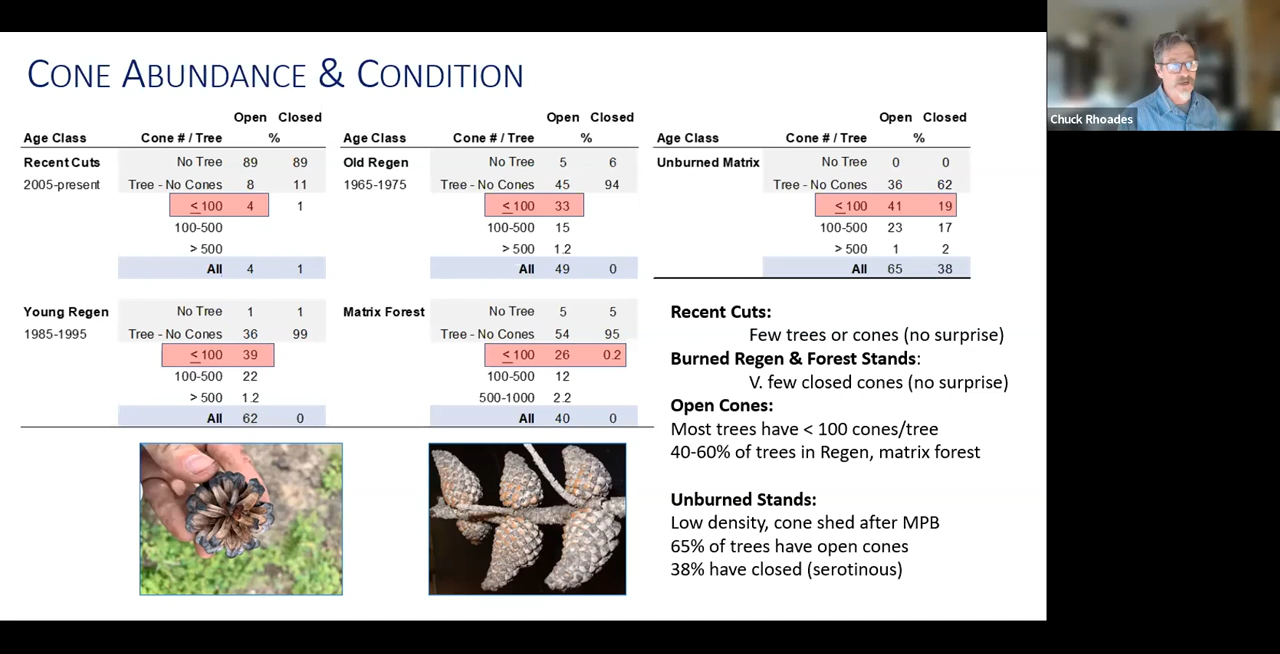 CONE ABUNDANCE & CONDITION
Open Closed
Age Class Cone # / Tree %
Recent Cuts No Tree 89 89
2005-present Tree - No Cones 8 11
≤ 100 4 1
100-500
> 500
All 4 1
Open Closed
Age Class Cone # / Tree %
Old Regen No Tree 5 6
1965-1975 Tree - No Cones 45 94
≤ 100 33
100-500 15
> 500 1.2
All 49 0
Open Closed
Age Class Cone # / Tree %
Unburned Matrix No Tree 0 0
Tree - No Cones 36 62
≤ 100 41 19
100-500 23 17
> 500 1 2
All 65 38
Young Regen No Tree 1 1
1985-1995 Tree - No Cones 36 99
≤ 100 39
100-500 22
> 500 1.2
All 62 0
Matrix Forest No Tree 5 5
Tree - No Cones 54 95
≤ 100 26 0.2
100-500 12
500-1000 2.2
All 40 0
Recent Cuts:
Few trees or cones (no surprise)
Burned Regen & Forest Stands:
V. few closed cones (no surprise)
Open Cones:
Most trees have < 100 cones/tree
40-60% of trees in Regen, matrix forest
Unburned Stands:
Low density, cone shed after MPB
65% of trees have open cones
38% have closed (serotinous)
Chuck Rhoades